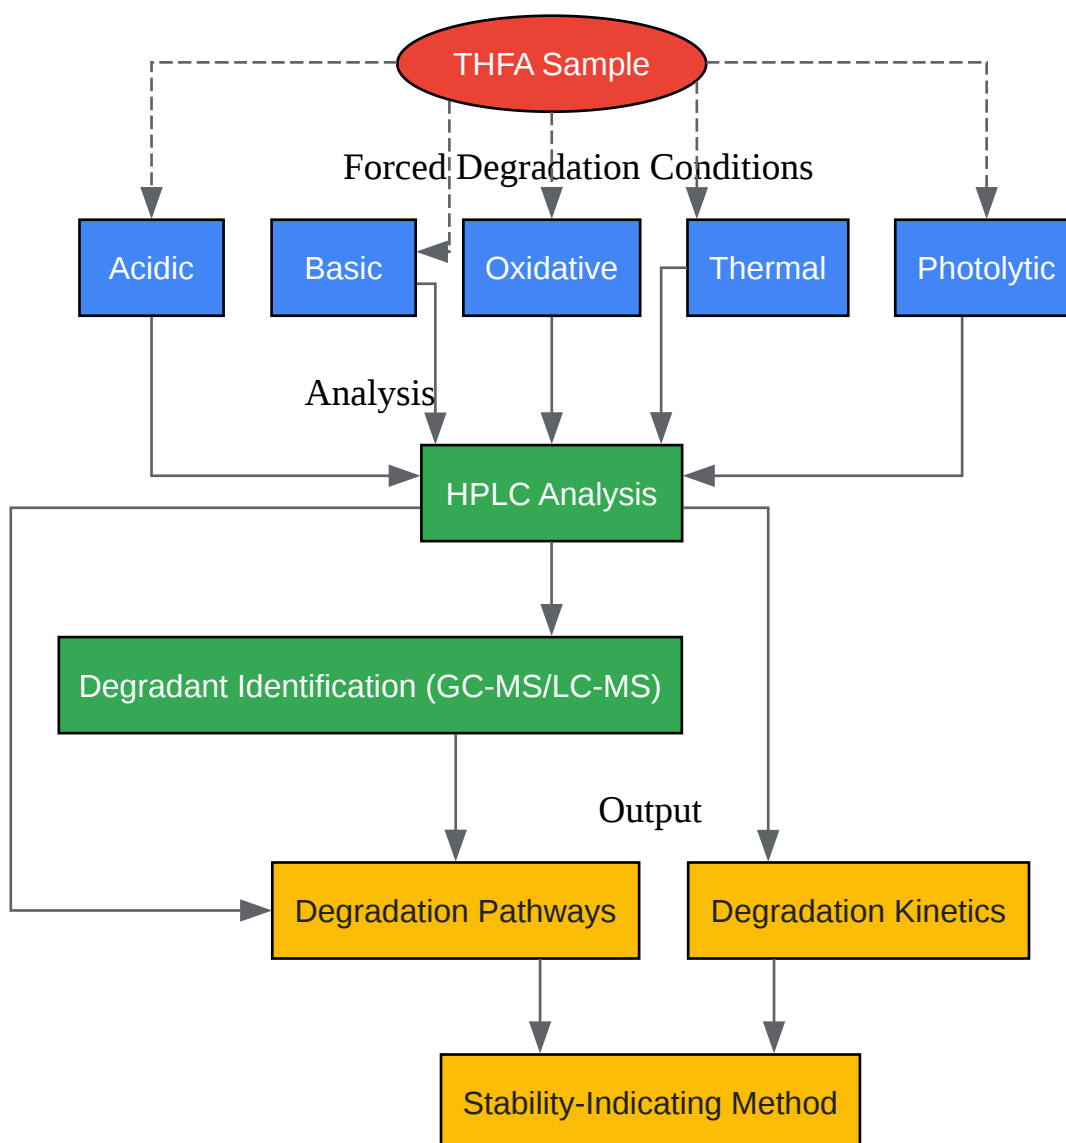 THFA Sample
Forced Degradation Conditions
Acidic
Basic
Oxidative
Thermal
Photolytic
Analysis
HPLC Analysis
Degradant Identification (GC-MS/LC-MS)
Output
Degradation Pathways
Degradation Kinetics
Stability-Indicating Method